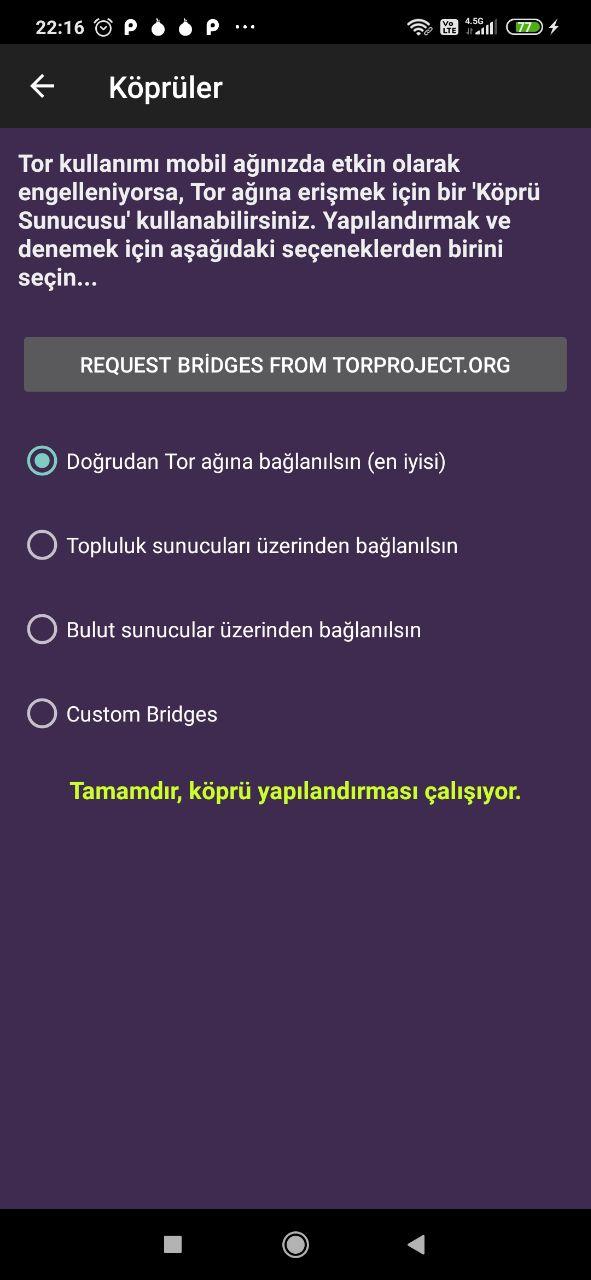 22:16
Vo LTE
4.5G
77
Köprüler
Tor kullanımı mobil ağınızda etkin olarak
engelleniyorsa, Tor ağına erişmek için bir 'Köprü
Sunucusu' kullanabilirsiniz. Yapılandırmak ve
denemek için aşağıdaki seçeneklerden birini
seçin...
REQUEST BRİDGES FROM TORPROJECT.ORG
Doğrudan Tor ağına bağlanılsın (en iyisi)
Topluluk sunucuları üzerinden bağlanılsın
Bulut sunucular üzerinden bağlanılsın
Custom Bridges
Tamamdır, köprü yapılandırması çalışıyor.